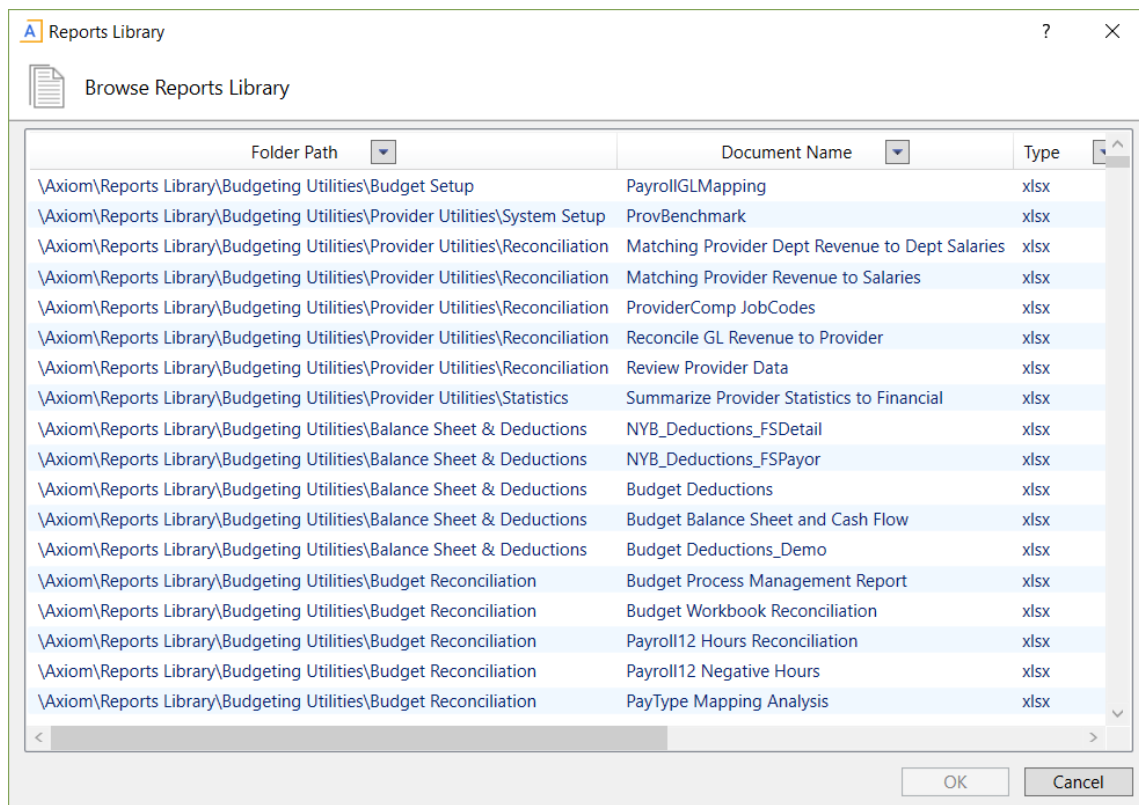 A Reports Library ?
Browse Reports Library
Folder Path Document Name Type
\Axiom\Reports Library\Budgeting Utilities\Budget Setup PayrollGLMapping xlsx
\Axiom\Reports Library\Budgeting Utilities\Provider Utilities\System Setup ProvBenchmark xlsx
\Axiom\Reports Library\Budgeting Utilities\Provider Utilities\Reconciliation Matching Provider Dept Revenue to Dept Salaries xlsx
\Axiom\Reports Library\Budgeting Utilities\Provider Utilities\Reconciliation Matching Provider Revenue to Salaries xlsx
\Axiom\Reports Library\Budgeting Utilities\Provider Utilities\Reconciliation ProviderComp JobCodes xlsx
\Axiom\Reports Library\Budgeting Utilities\Provider Utilities\Reconciliation Reconcile GL Revenue to Provider xlsx
\Axiom\Reports Library\Budgeting Utilities\Provider Utilities\Reconciliation Review Provider Data xlsx
\Axiom\Reports Library\Budgeting Utilities\Provider Utilities\Statistics Summarize Provider Statistics to Financial xlsx
\Axiom\Reports Library\Budgeting Utilities\Balance Sheet & Deductions NYB_Deductions_FSDetail xlsx
\Axiom\Reports Library\Budgeting Utilities\Balance Sheet & Deductions NYB_Deductions_FSPayor xlsx
\Axiom\Reports Library\Budgeting Utilities\Balance Sheet & Deductions Budget Deductions xlsx
\Axiom\Reports Library\Budgeting Utilities\Balance Sheet & Deductions Budget Balance Sheet and Cash Flow xlsx
\Axiom\Reports Library\Budgeting Utilities\Balance Sheet & Deductions Budget Deductions_Demo xlsx
\Axiom\Reports Library\Budgeting Utilities\Budget Reconciliation Budget Process Management Report xlsx
\Axiom\Reports Library\Budgeting Utilities\Budget Reconciliation Budget Workbook Reconciliation xlsx
\Axiom\Reports Library\Budgeting Utilities\Budget Reconciliation Payroll12 Hours Reconciliation xlsx
\Axiom\Reports Library\Budgeting Utilities\Budget Reconciliation Payroll12 Negative Hours xlsx
\Axiom\Reports Library\Budgeting Utilities\Budget Reconciliation PayType Mapping Analysis xlsx
OK Cancel